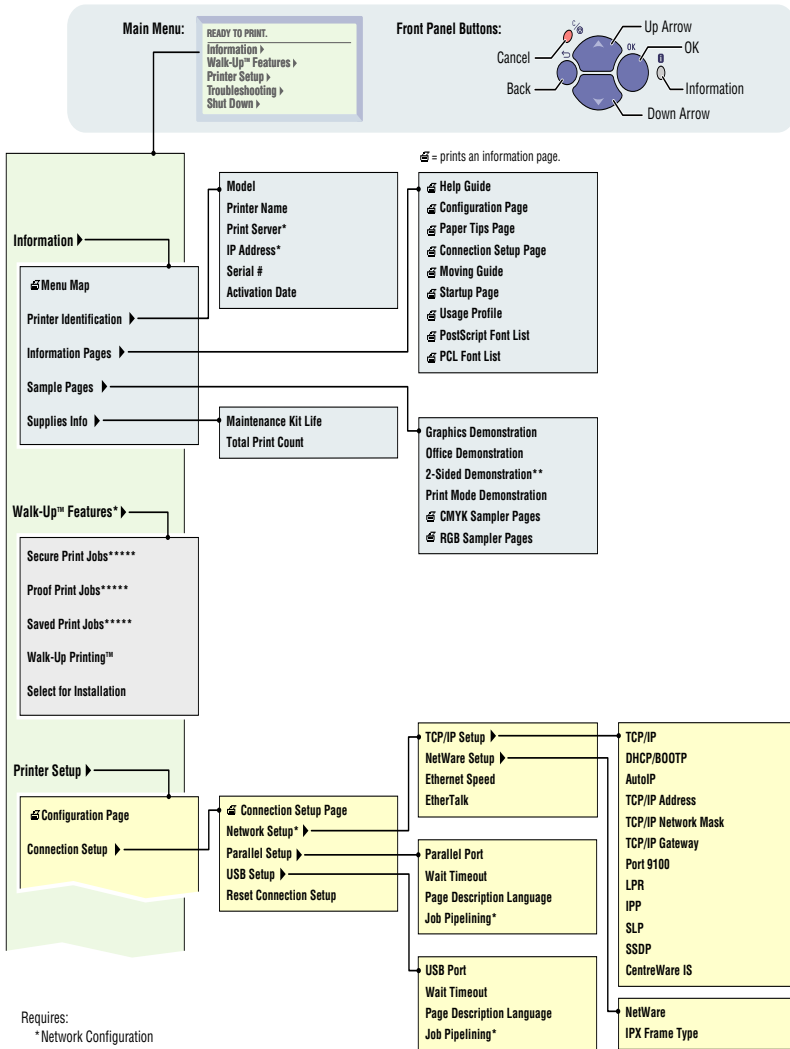 Main Menu:
READY TO PRINT.
Information
Walk-Up™ Features
Printer Setup
Troubleshooting
Shut Down
Front Panel Buttons:
Cancel
Back
C/
OK
i
Up Arrow
OK
Information
Down Arrow
= prints an information page.
Information
Menu Map
Printer Identification
Information Pages
Sample Pages
Supplies Info
Model
Printer Name
Print Server*
IP Address*
Serial #
Activation Date
Help Guide
Configuration Page
Paper Tips Page
Connection Setup Page
Moving Guide
Startup Page
Usage Profile
PostScript Font List
PCL Font List
Maintenance Kit Life
Total Print Count
Graphics Demonstration
Office Demonstration
2-Sided Demonstration**
Print Mode Demonstration
CMYK Sampler Pages
RGB Sampler Pages
Walk-Up™ Features*
Secure Print Jobs*****
Proof Print Jobs*****
Saved Print Jobs*****
Walk-Up Printing™
Select for Installation
Printer Setup
Configuration Page
Connection Setup
Connection Setup Page
Network Setup*
Parallel Setup
USB Setup
Reset Connection Setup
TCP/IP Setup
NetWare Setup
Ethernet Speed
EtherTalk
Parallel Port
Wait Timeout
Page Description Language
Job Pipelining*
USB Port
Wait Timeout
Page Description Language
Job Pipelining*
TCP/IP
DHCP/BOOTP
AutoIP
TCP/IP Address
TCP/IP Network Mask
TCP/IP Gateway
Port 9100
LPR
IPP
SLP
SSDP
CentreWare IS
NetWare
IPX Frame Type
Requires:
*Network Configuration